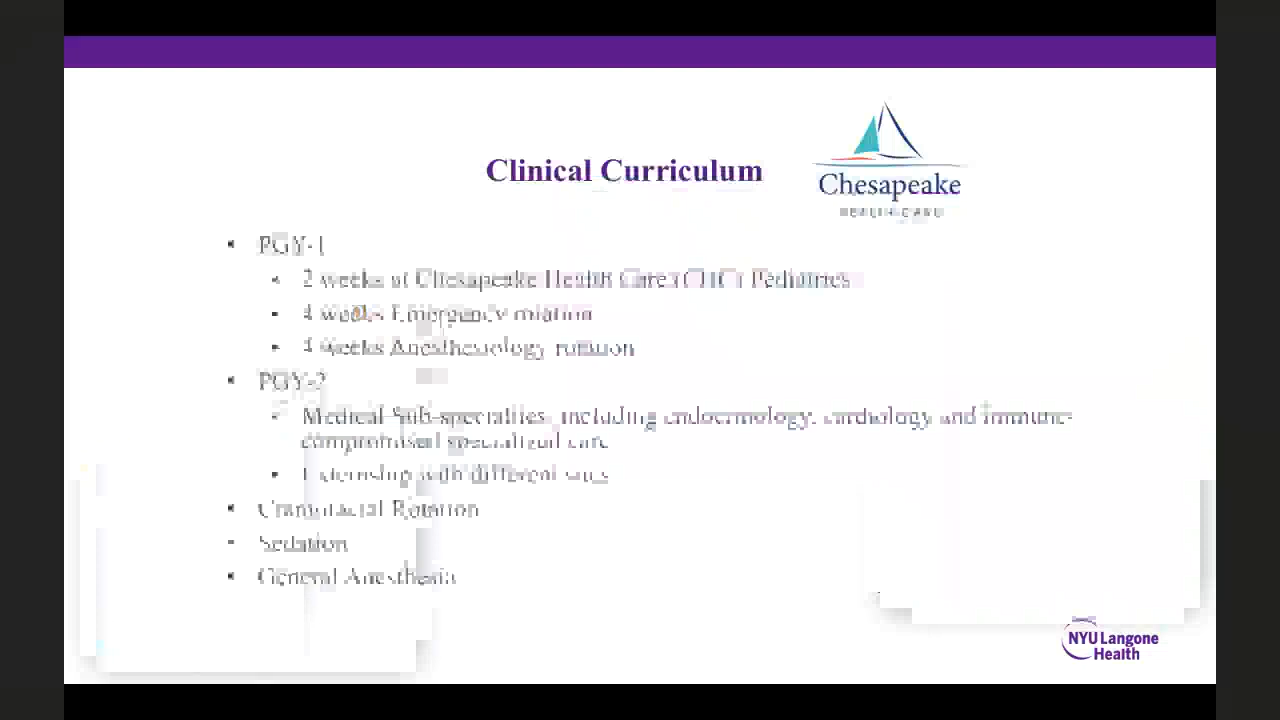 Clinical Curriculum
Chesapeake
HEALTH CARE
PGY-1
2 weeks at Chesapeake Health Care (CHC) Pediatrics
4 weeks Emergency rotation
4 weeks Anesthesiology rotation
PGY-2
Medical Sub-specialties, including endocrinology, cardiology and immune-
compromised specialized care
Externship with different sites
Craniofacial Rotation
Sedation
General Anesthesia
NYU Langone
Health